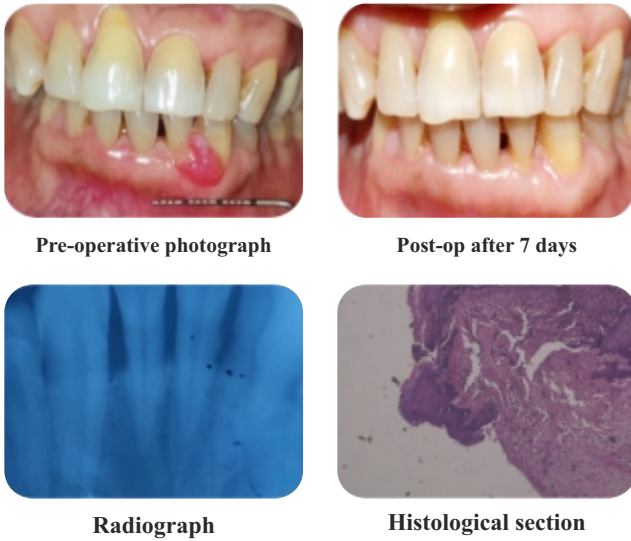 Pre-operative photograph
Post-op after 7 days
Radiograph
Histological section